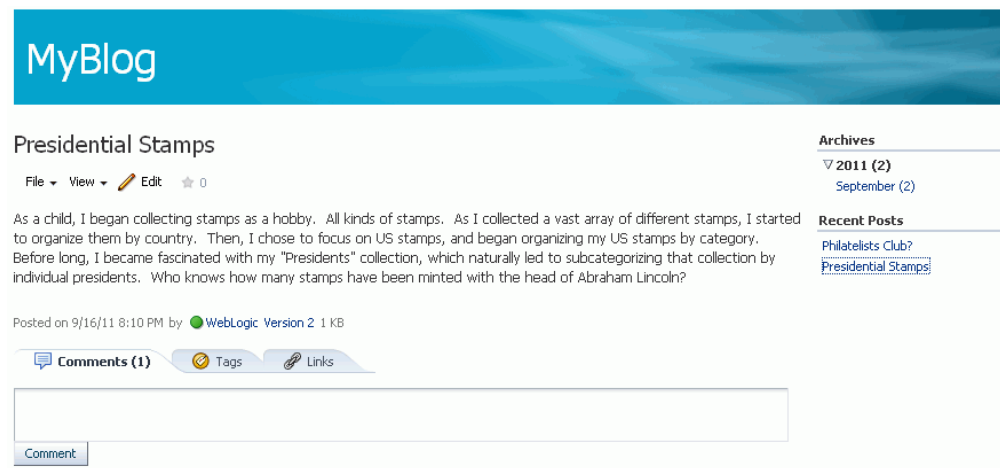 MyBlog
Presidential Stamps
File View Edit 0
As a child, I began collecting stamps as a hobby. All kinds of stamps. As I collected a vast array of different stamps, I started
to organize them by country. Then, I chose to focus on US stamps, and began organizing my US stamps by category.
Before long, I became fascinated with my "Presidents" collection, which naturally led to subcategorizing that collection by
individual presidents. Who knows how many stamps have been minted with the head of Abraham Lincoln?
Posted on 9/16/11 8:10 PM by WebLogic Version 2 1 KB
Comments (1) Tags Links
Comment
Archives
2011 (2)
September (2)
Recent Posts
Philatelists Club?
Presidential Stamps